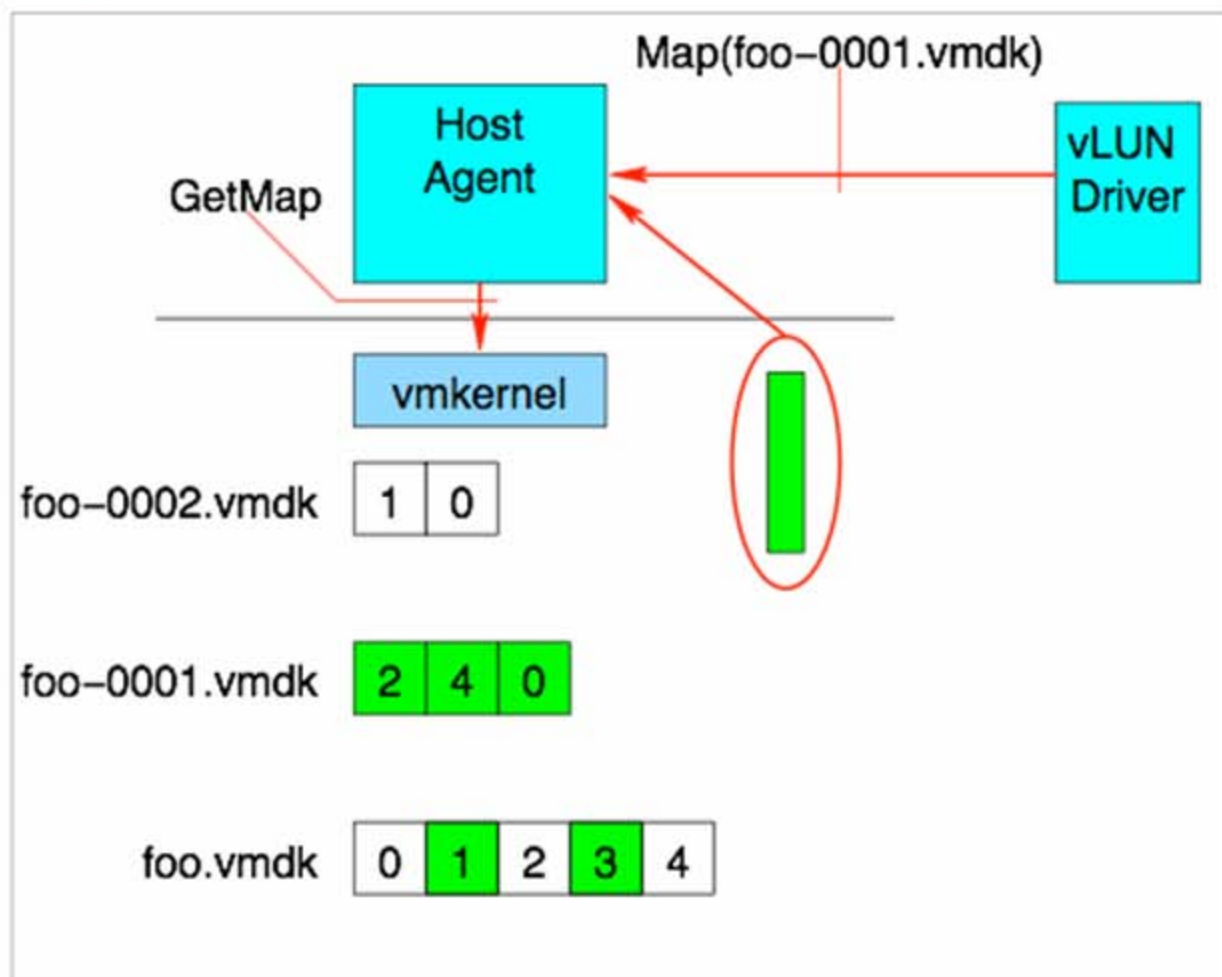 Map(foo-0001.vmdk)
Host
Agent
vLUN
Driver
GetMap
vmkernel
foo-0002.vmdk 1 0
foo-0001.vmdk 2 4 0
foo.vmdk 0 1 2 3 4